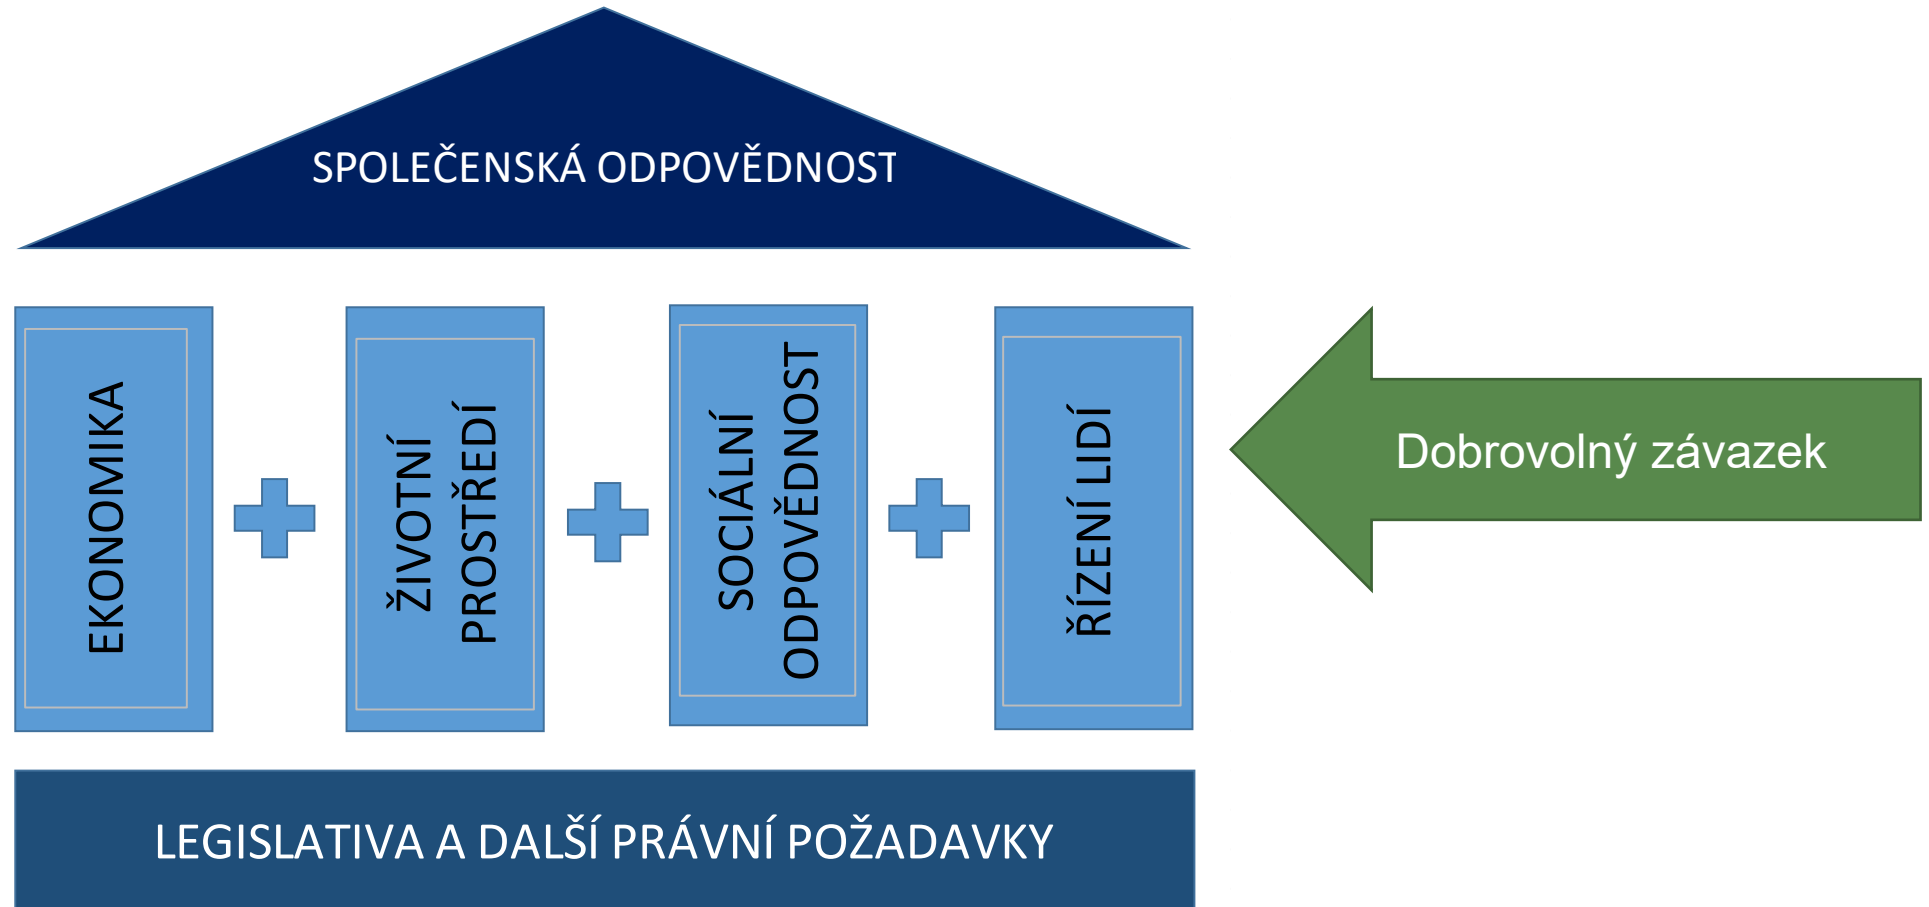 SPOLEČENSKÁ ODPOVĚDNOST
EKONOMIKA
ŽIVOTNÍ
PROSTŘEDÍ
SOCIÁLNÍ
ODPOVĚDNOST
ŘÍZENÍ LIDÍ
Dobrovolný závazek
LEGISLATIVA A DALŠÍ PRÁVNÍ POŽADAVKY